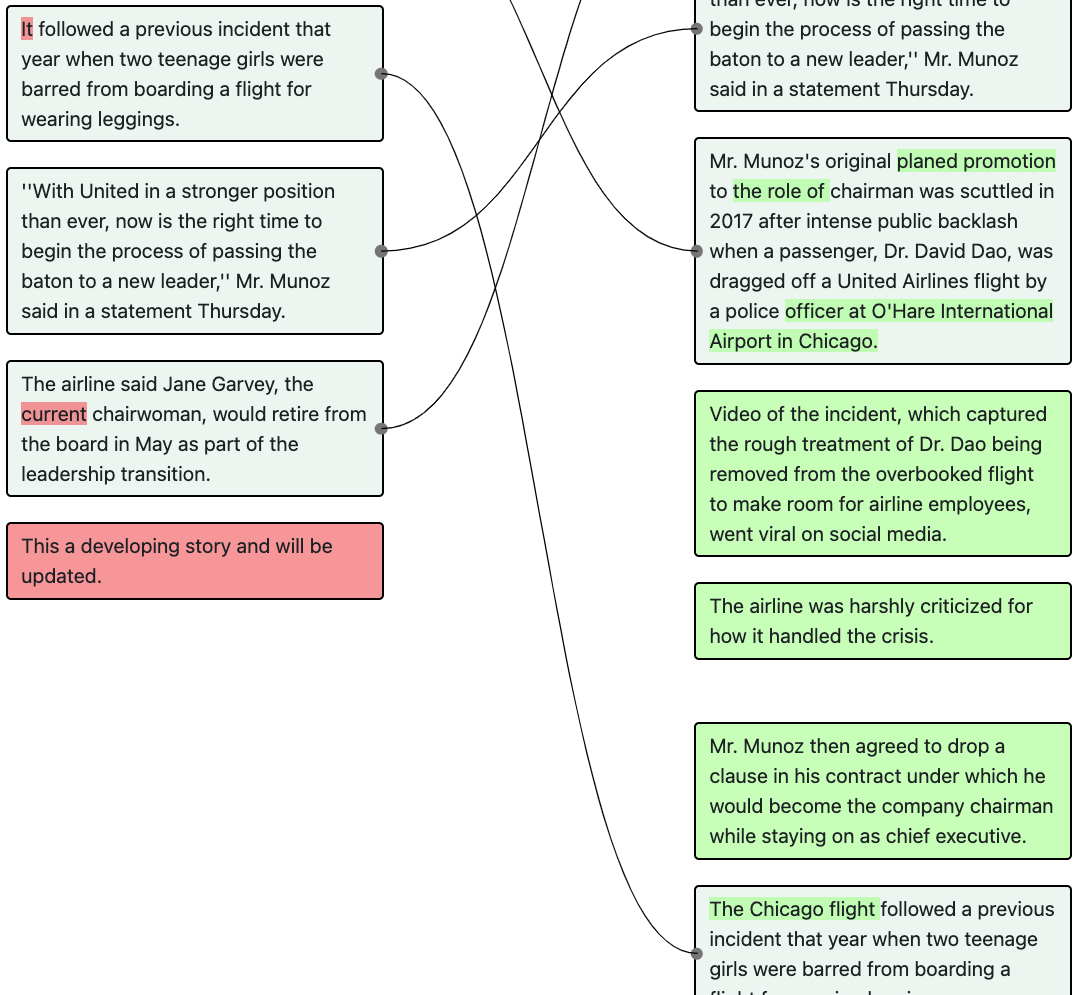 It followed a previous incident that
year when two teenage girls were
barred from boarding a flight for
wearing leggings.
''With United in a stronger position
than ever, now is the right time to
begin the process of passing the
baton to a new leader,'' Mr. Munoz
said in a statement Thursday.
The airline said Jane Garvey, the
current chairwoman, would retire from
the board in May as part of the
leadership transition.
This a developing story and will be
updated.
than ever, now is the right time to
begin the process of passing the
baton to a new leader,'' Mr. Munoz
said in a statement Thursday.
Mr. Munoz's original planed promotion
to the role of chairman was scuttled in
2017 after intense public backlash
when a passenger, Dr. David Dao, was
dragged off a United Airlines flight by
a police officer at O'Hare International
Airport in Chicago.
Video of the incident, which captured
the rough treatment of Dr. Dao being
removed from the overbooked flight
to make room for airline employees,
went viral on social media.
The airline was harshly criticized for
how it handled the crisis.
Mr. Munoz then agreed to drop a
clause in his contract under which he
would become the company chairman
while staying on as chief executive.
The Chicago flight followed a previous
incident that year when two teenage
girls were barred from boarding a
flight for